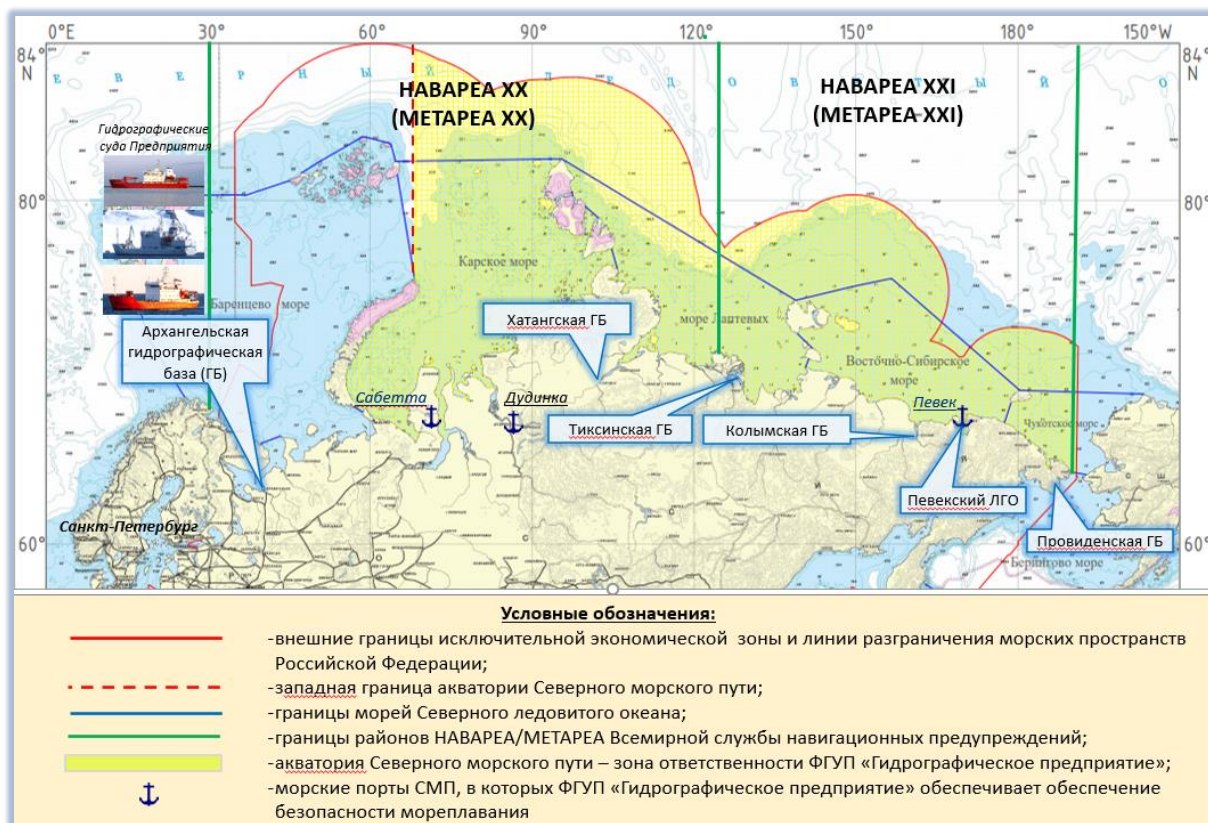 0°E 30° 60° 90° 120° 150° 180° 150°W
84° N 84° N
Е В Е Р Н Ы Й Л Е Д О В И Т Ы Й О
НАВАРЕА XX
(МЕТАРЕА XX)
НАВАРЕА XXI
(МЕТАРЕА XXI)
Гидрографические
суда Предприятия
80° 80°
Карское море
Баренцево море
море Лаптевых
Восточно-Сибирское
море
Чукотское море
Хатангская ГБ
Архангельская
гидрографическая
база (ГБ)
Сабетта
Дудинка
Певек
Тиксинская ГБ
Колымская ГБ
Певекский ЛГО
Провиденская ГБ
Санкт-Петербург
60° 60°
Берингово море
Условные обозначения:
-внешние границы исключительной экономической зоны и линии разграничения морских пространств
Российской Федерации;
-западная граница акватории Северного морского пути;
-границы морей Северного ледовитого океана;
-границы районов НАВАРЕА/МЕТАРЕА Всемирной службы навигационных предупреждений;
-акватория Северного морского пути – зона ответственности ФГУП «Гидрографическое предприятие»;
-морские порты СМП, в которых ФГУП «Гидрографическое предприятие» обеспечивает обеспечение
безопасности мореплавания